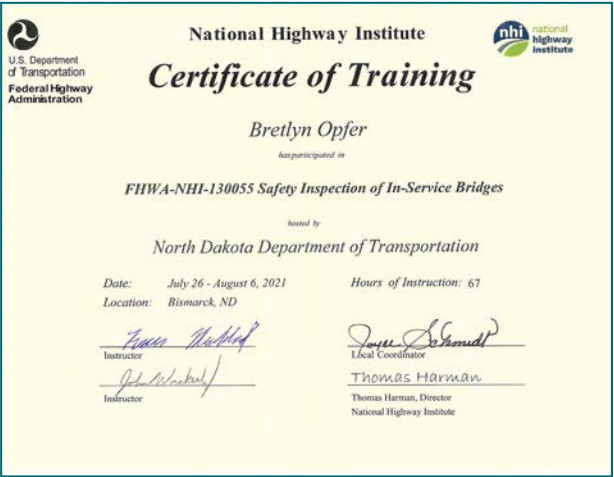 U.S. Department
of Transportation
Federal Highway
Administration
National Highway Institute
nhi national
highway
institute
Certificate of Training
Bretlyn Opfer
has participated in
FHWA-NHI-130055 Safety Inspection of In-Service Bridges
hosted by
North Dakota Department of Transportation
Date: July 26 - August 6, 2021
Hours of Instruction: 67
Location: Bismarck, ND
Instructor
Joyce Schmidt
Local Coordinator
Instructor
Thomas Harman
Thomas Harman, Director
National Highway Institute